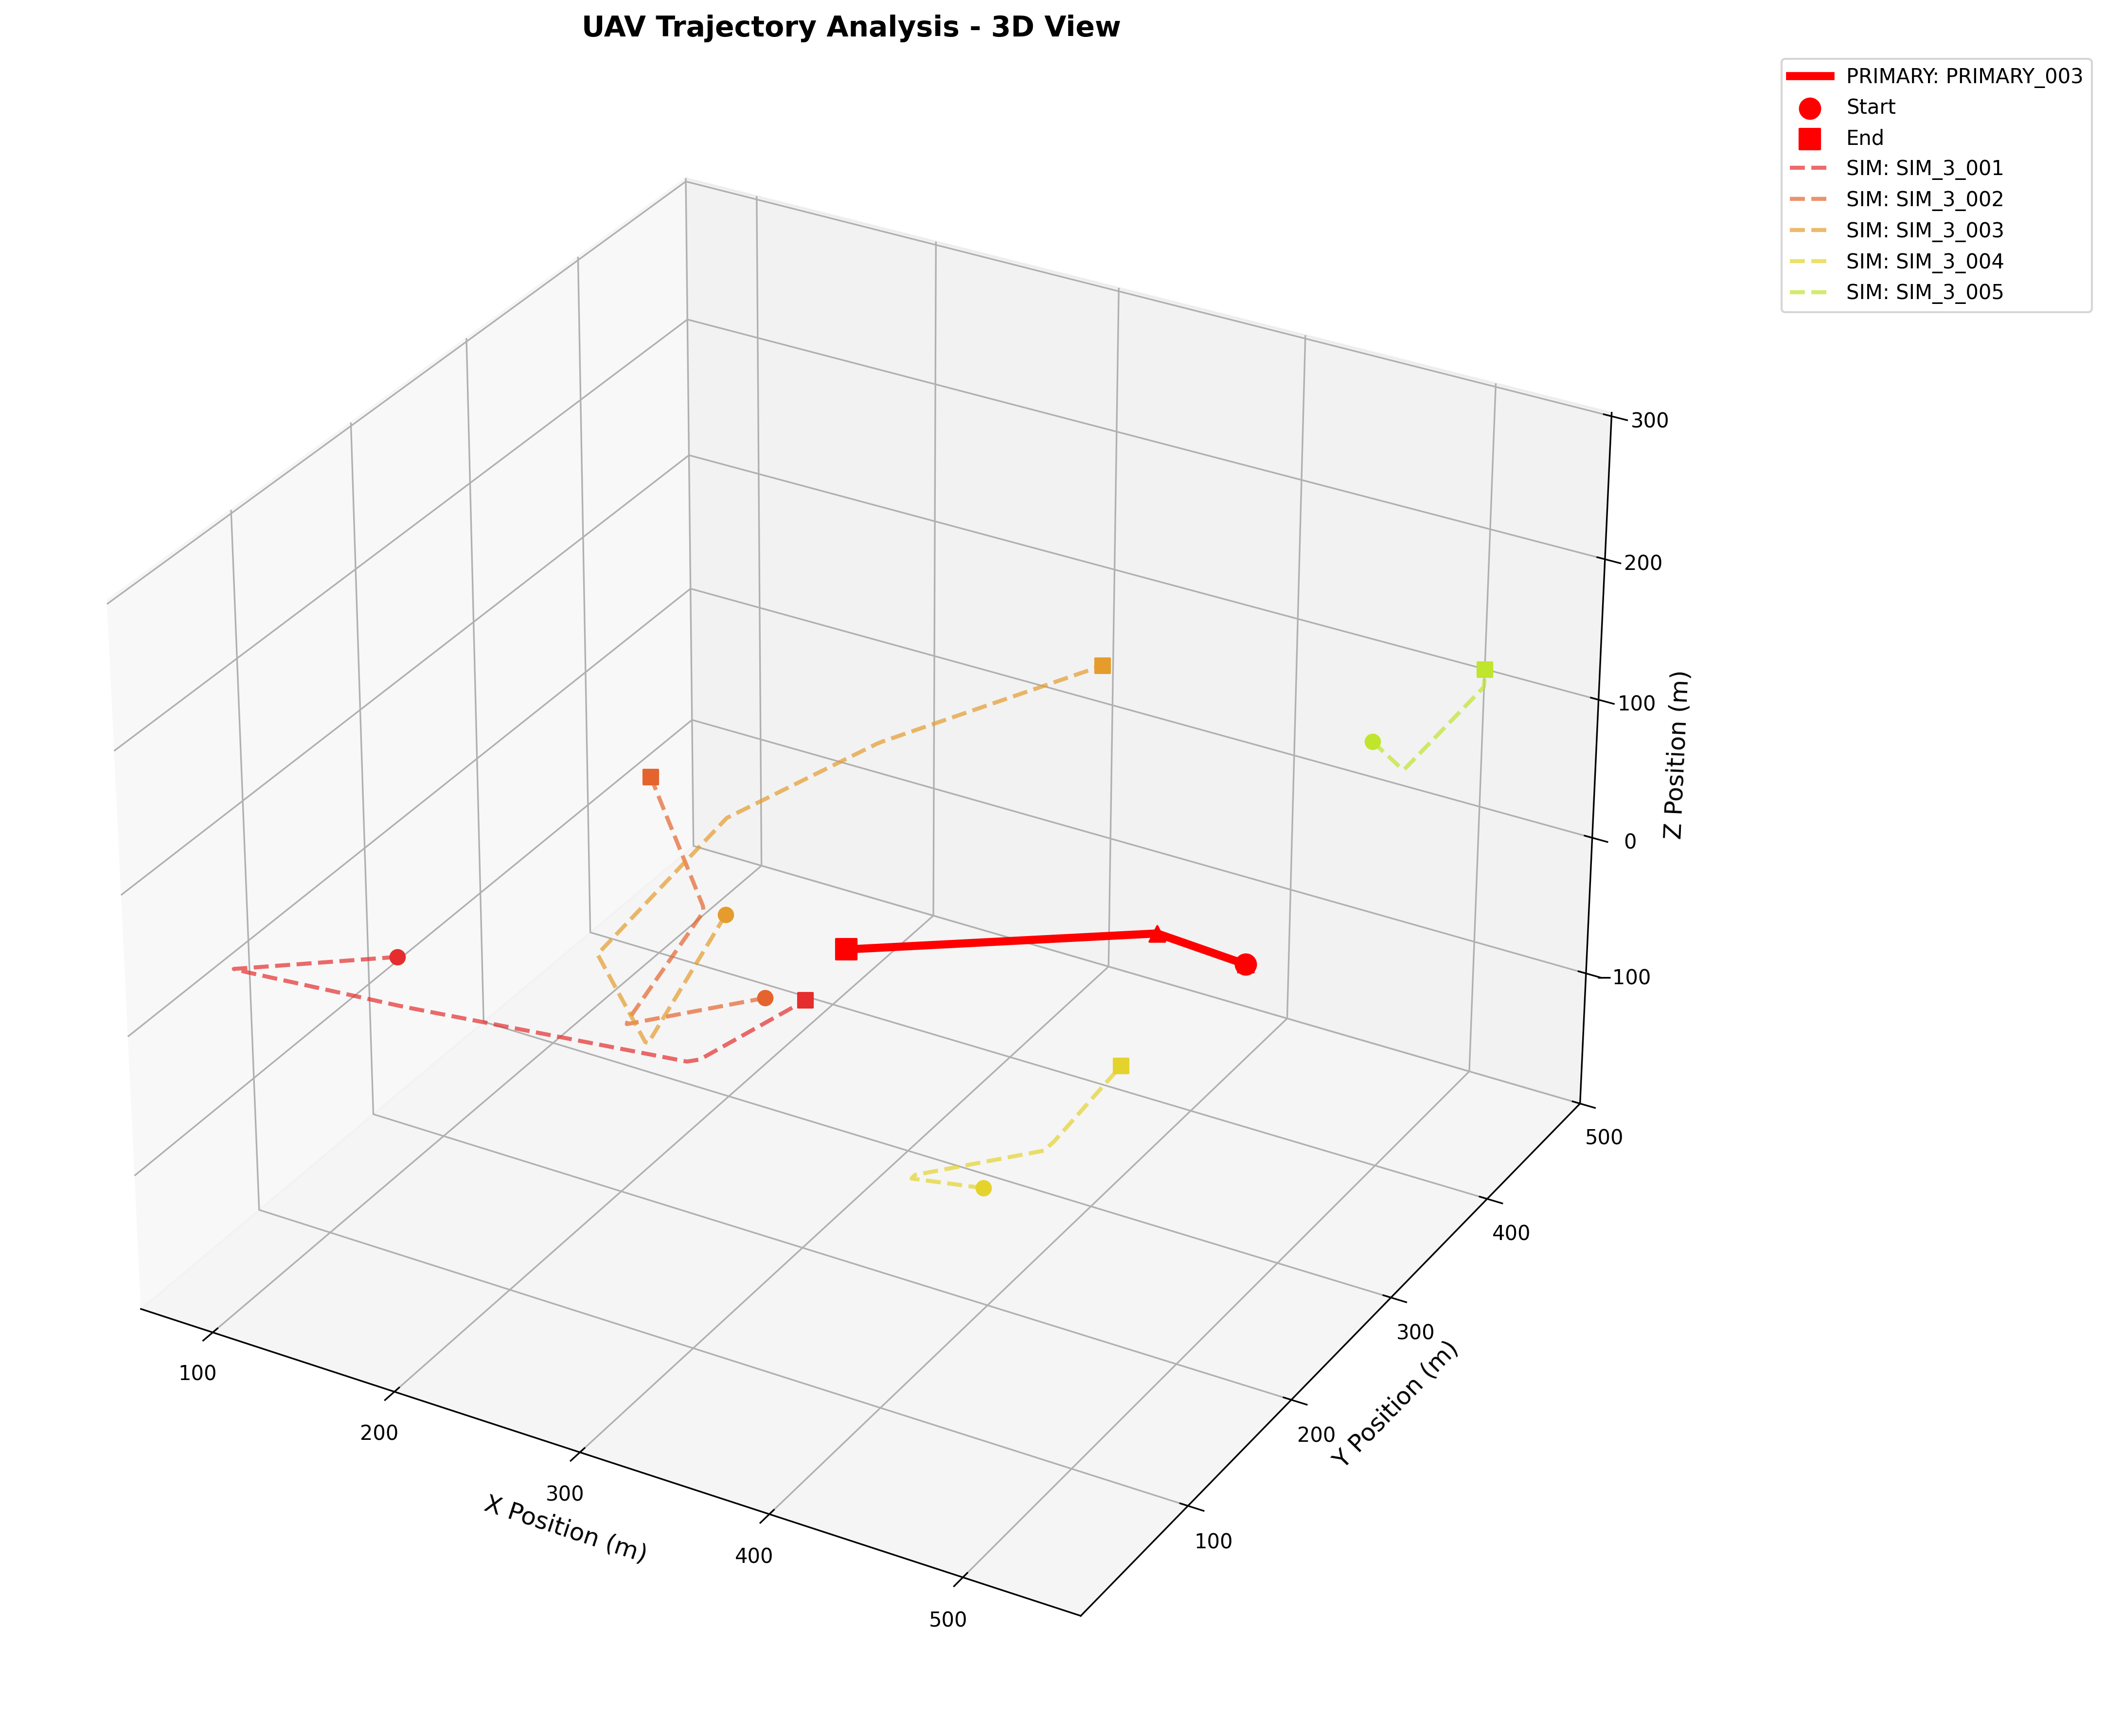 UAV Trajectory Analysis - 3D View
PRIMARY: PRIMARY_003
Start
End
SIM: SIM_3_001
SIM: SIM_3_002
SIM: SIM_3_003
SIM: SIM_3_004
SIM: SIM_3_005
300
200
100
0
−100
Z Position (m)
500
400
300
200
100
Y Position (m)
100
200
300
400
500
X Position (m)